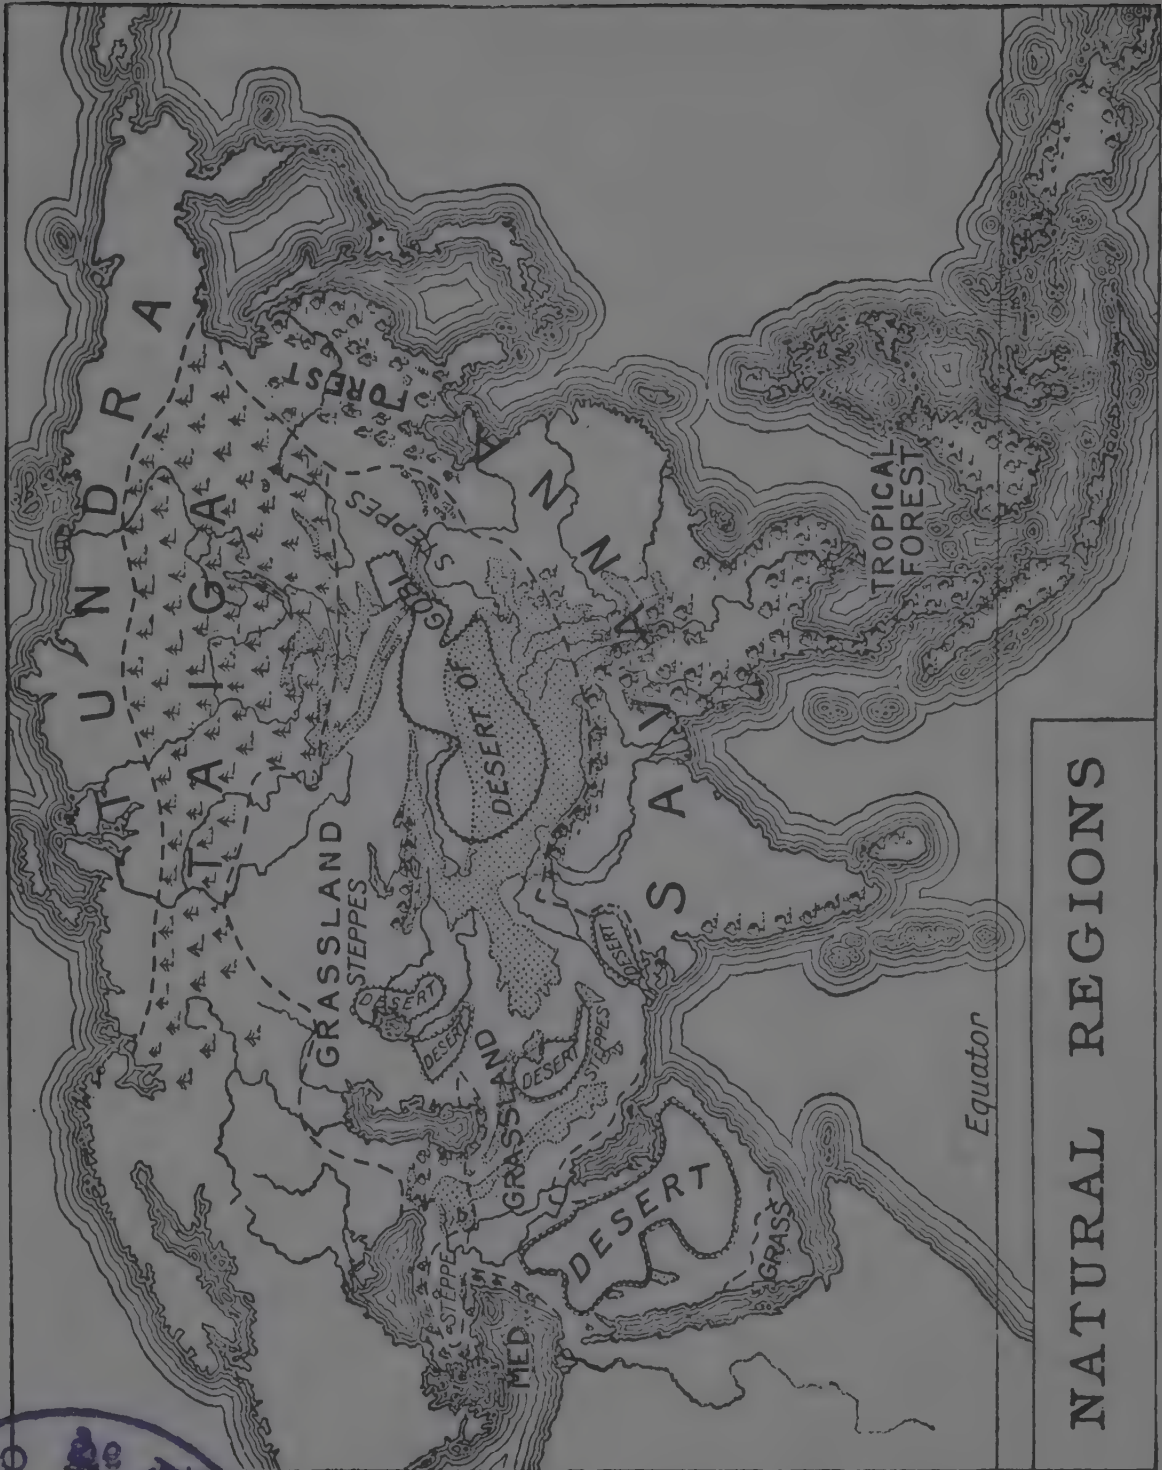 TUNDRA
TAIGA
FOREST
STEPPES
STEPPES
GOBI
DESERT OF
GRASSLAND
STEPPES
DESERT
DESERT
GRASSLAND
DESERT
STEPPES
DESERT
STEPPE
MED
DESERT
GRASS
SAVANNA
TROPICAL
FOREST
Equator
NATURAL REGIONS